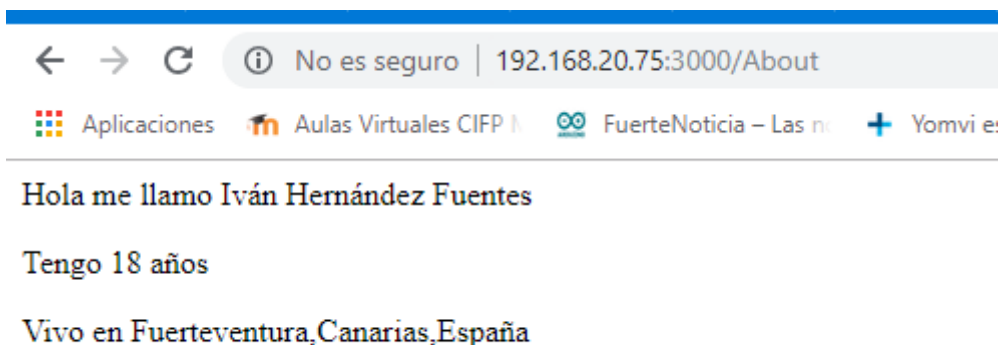 No es seguro | 192.168.20.75:3000/About
Aplicaciones Aulas Virtuales CIFP FuerteNoticia – Las Yomvi
Hola me llamo Iván Hernández Fuentes
Tengo 18 años
Vivo en Fuerteventura,Canarias,España